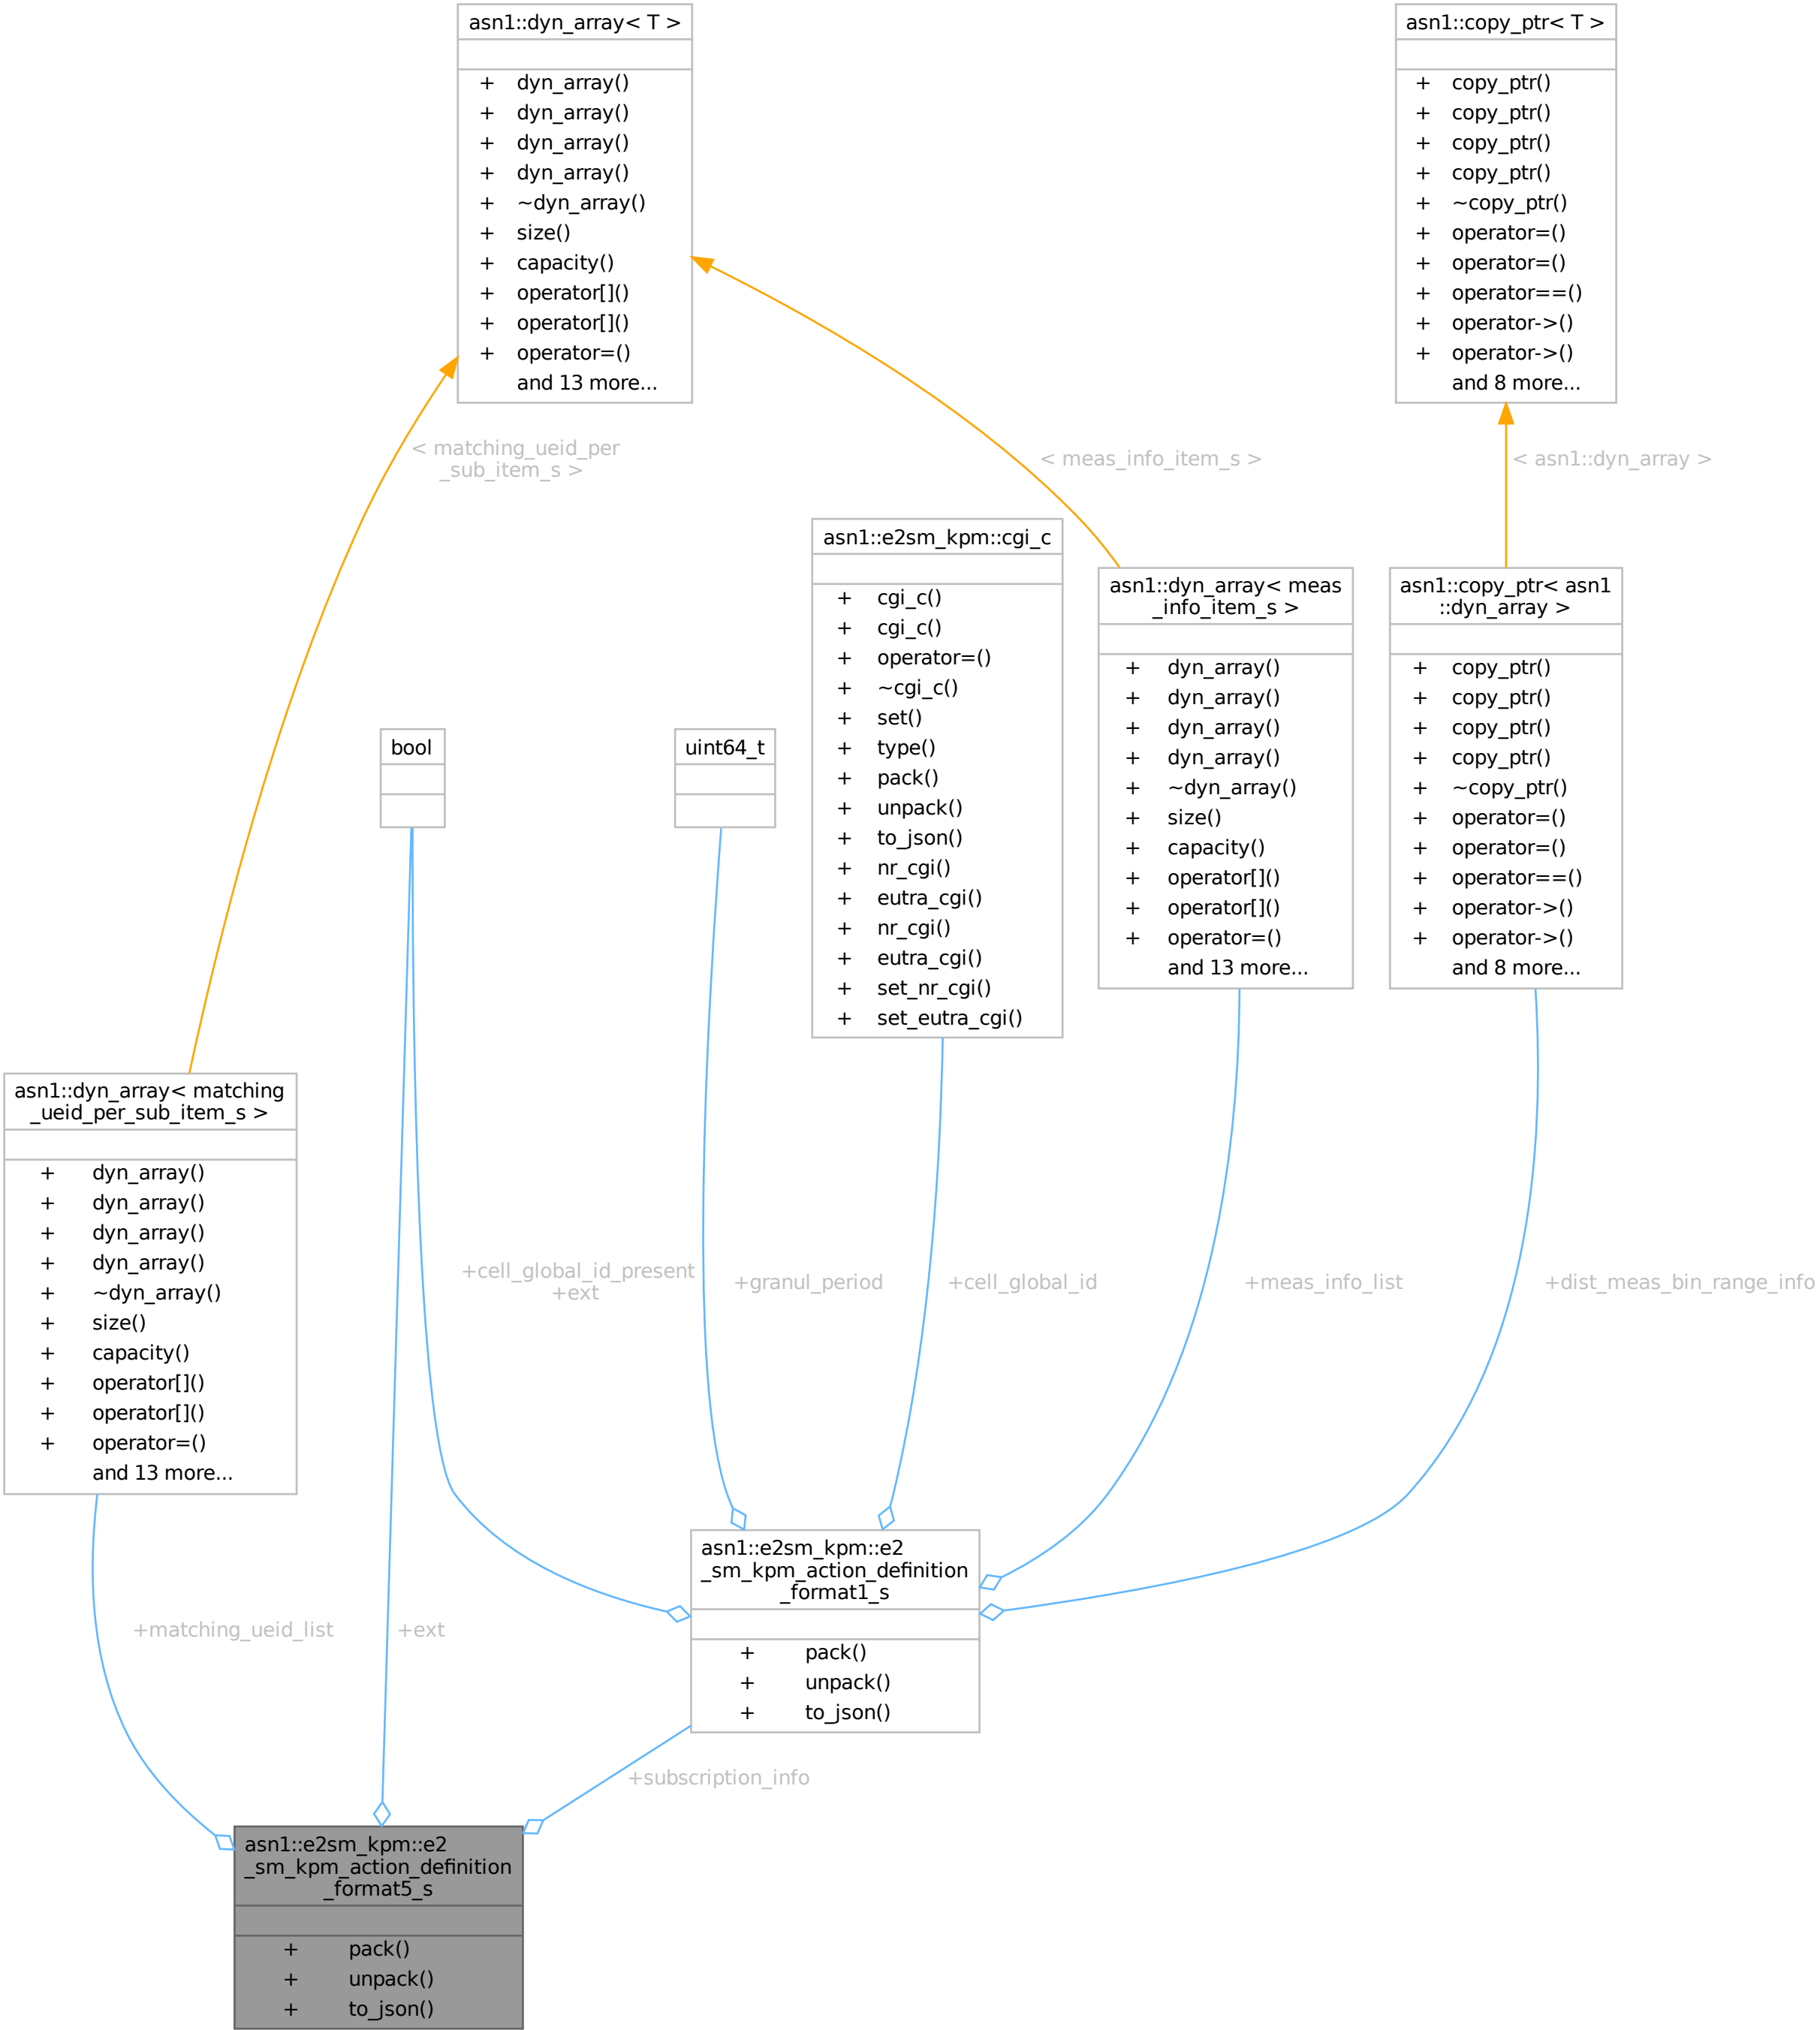 asn1::dyn_array< T >
+ dyn_array()
+ dyn_array()
+ dyn_array()
+ dyn_array()
+ ~dyn_array()
+ size()
+ capacity()
+ operator[]()
+ operator[]()
+ operator=()
and 13 more...
asn1::copy_ptr< T >
+ copy_ptr()
+ copy_ptr()
+ copy_ptr()
+ copy_ptr()
+ ~copy_ptr()
+ operator=()
+ operator=()
+ operator==()
+ operator->()
+ operator->()
and 8 more...
< matching_ueid_per
_sub_item_s >
< meas_info_item_s >
< asn1::dyn_array >
asn1::e2sm_kpm::cgi_c
+ cgi_c()
+ cgi_c()
+ operator=()
+ ~cgi_c()
+ set()
+ type()
+ pack()
+ unpack()
+ to_json()
+ nr_cgi()
+ eutra_cgi()
+ nr_cgi()
+ eutra_cgi()
+ set_nr_cgi()
+ set_eutra_cgi()
asn1::dyn_array< meas
_info_item_s >
+ dyn_array()
+ dyn_array()
+ dyn_array()
+ dyn_array()
+ ~dyn_array()
+ size()
+ capacity()
+ operator[]()
+ operator[]()
+ operator=()
and 13 more...
asn1::copy_ptr< asn1
::dyn_array >
+ copy_ptr()
+ copy_ptr()
+ copy_ptr()
+ copy_ptr()
+ ~copy_ptr()
+ operator=()
+ operator=()
+ operator==()
+ operator->()
+ operator->()
and 8 more...
bool
uint64_t
asn1::dyn_array< matching
_ueid_per_sub_item_s >
+ dyn_array()
+ dyn_array()
+ dyn_array()
+ dyn_array()
+ ~dyn_array()
+ size()
+ capacity()
+ operator[]()
+ operator[]()
+ operator=()
and 13 more...
+cell_global_id_present
+ext
+granul_period
+cell_global_id
+meas_info_list
+dist_meas_bin_range_info
asn1::e2sm_kpm::e2
_sm_kpm_action_definition
_format1_s
+ pack()
+ unpack()
+ to_json()
+matching_ueid_list
+ext
+subscription_info
asn1::e2sm_kpm::e2
_sm_kpm_action_definition
_format5_s
+ pack()
+ unpack()
+ to_json()